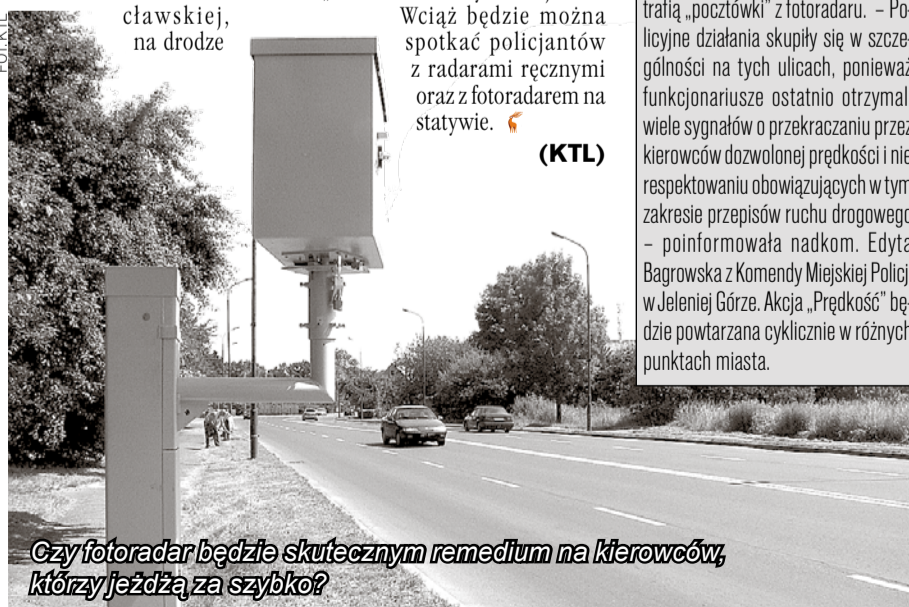 FOT. KTL
cławskiej,
na drodze
Wciąż będzie można
spotkać policjantów
z radarami ręcznymi
oraz z fotoradarem na
statywie.
(KTL)
trafią „pocztówki” z fotoradaru. – Po-
licyjne działania skupiły się w szcze-
gólności na tych ulicach, ponieważ
funkcjonariusze ostatnio otrzymali
wiele sygnałów o przekraczaniu przez
kierowców dozwolonej prędkości i nie
respektowaniu obowiązujących w tym
zakresie przepisów ruchu drogowego
– poinformowała nadkom. Edyta
Bagrowska z Komendy Miejskiej Policji
w Jeleniej Górze. Akcja „Prędkość” bę-
dzie powtarzana cyklicznie w różnych
punktach miasta.
Czy fotoradar będzie skutecznym remedium na kierowców,
którzy jeżdżą za szybko?